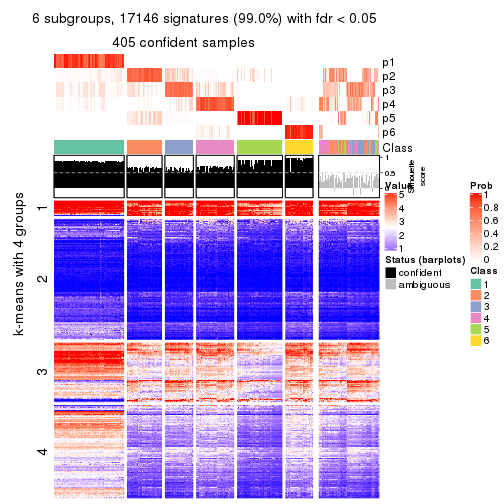 6 subgroups, 17146 signatures (99.0%) with fdr < 0.05
405 confident samples
p1
p2
p3
p4
p5
p6
Class
1
0.5
0
Silhouette
score
k-means with 4 groups
1
2
3
4
Value
5
4
3
2
1
Status (barplots)
confident
ambiguous
Prob
1
0.8
0.6
0.4
0.2
0
Class
1
2
3
4
5
6